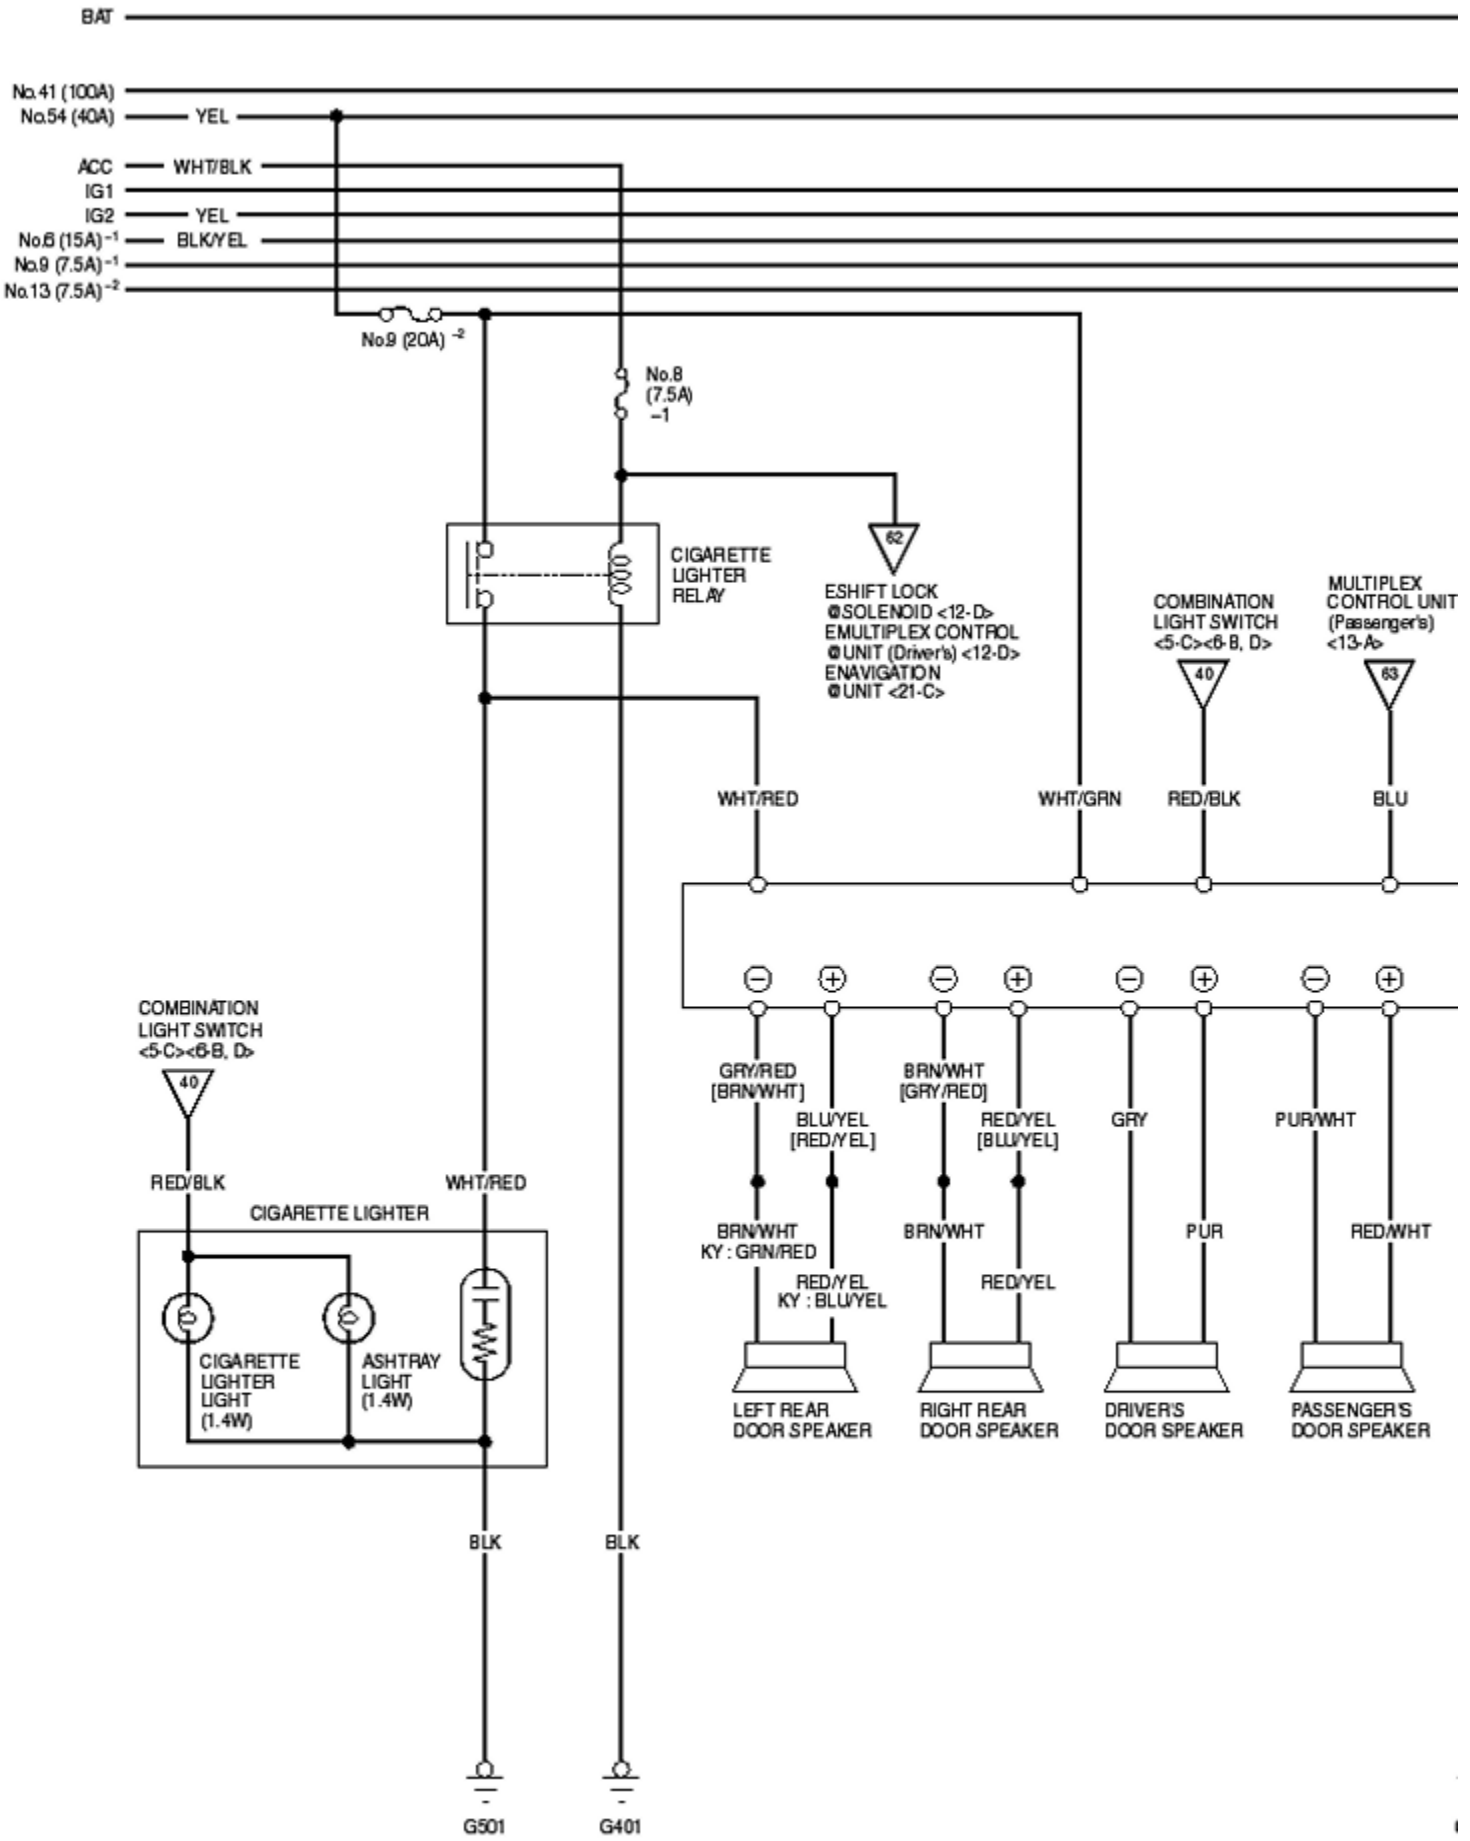 BAT
No.41 (100A)
No.54 (40A) YEL
ACC WHT/BLK
IG1
IG2 YEL
No.6 (15A) -1 BLK/YEL
No.9 (7.5A) -1
No.13 (7.5A) -2
No.9 (20A) -2
No.8
(7.5A)
-1
CIGARETTE
LIGHTER
RELAY
62
ESHIFT LOCK
@SOLENOID <12-D>
EMULTIPLEX CONTROL
@UNIT (Driver's) <12-D>
ENAVIGATION
@UNIT <21-C>
COMBINATION
LIGHT SWITCH
<5-C><6-B, D>
40
MULTIPLEX
CONTROL UNIT
(Passenger's)
<13-A>
63
WHT/RED
WHT/GRN
RED/BLK
BLU
− + − + − + − +
COMBINATION
LIGHT SWITCH
<5-C><6-B, D>
40
RED/BLK
WHT/RED
CIGARETTE LIGHTER
CIGARETTE
LIGHTER
LIGHT
(1.4W)
ASHTRAY
LIGHT
(1.4W)
GRY/RED
[BRN/WHT]
BLU/YEL
[RED/YEL]
BRN/WHT
[GRY/RED]
RED/YEL
[BLU/YEL]
GRY
PUR/WHT
BRN/WHT
KY : GRN/RED
RED/YEL
KY : BLU/YEL
BRN/WHT
RED/YEL
PUR
RED/WHT
LEFT REAR
DOOR SPEAKER
RIGHT REAR
DOOR SPEAKER
DRIVER'S
DOOR SPEAKER
PASSENGER'S
DOOR SPEAKER
BLK
BLK
G501
G401